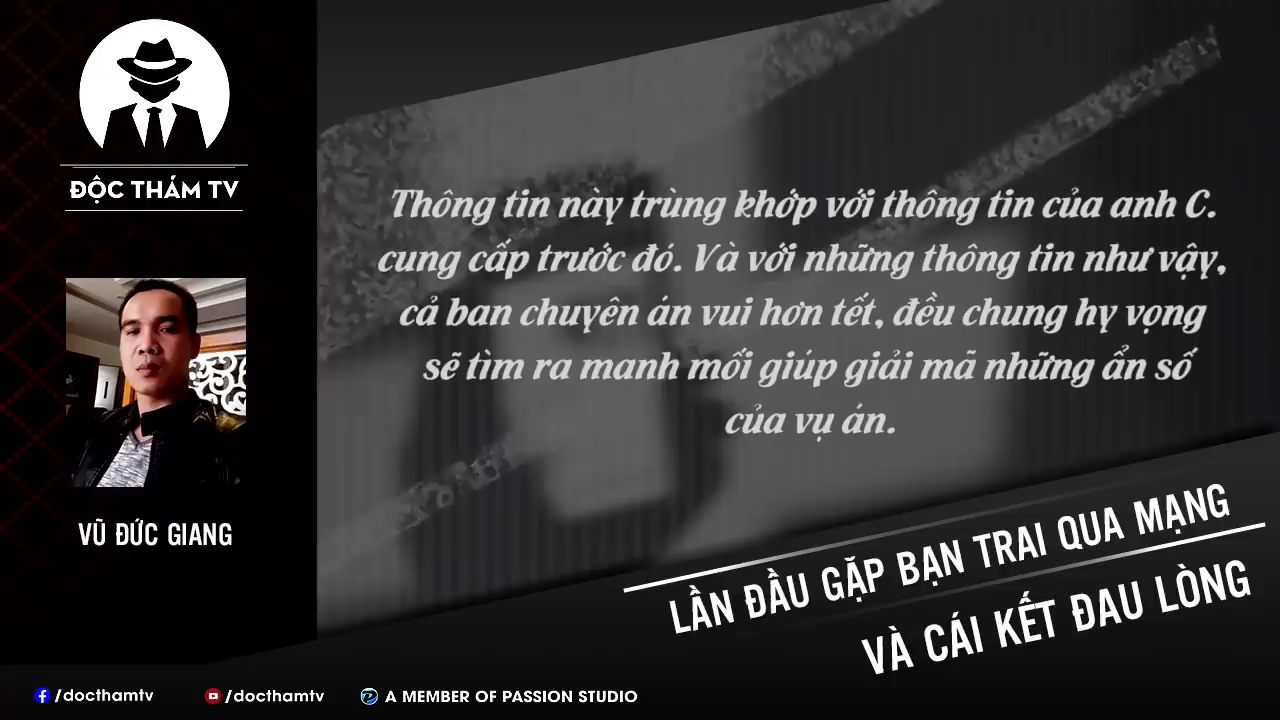 ĐỘC THÁM TV
VŨ ĐỨC GIANG
Thông tin này trùng khớp với thông tin của anh C.
cung cấp trước đó. Và với những thông tin như vậy,
cả ban chuyên án vui hơn tết, đều chung hy vọng
sẽ tìm ra manh mối giúp giải mã những ẩn số
của vụ án.
LẦN ĐẦU GẶP BẠN TRAI QUA MẠNG
VÀ CÁI KẾT ĐAU LÒNG
/docthamtv
/docthamtv
A MEMBER OF PASSION STUDIO